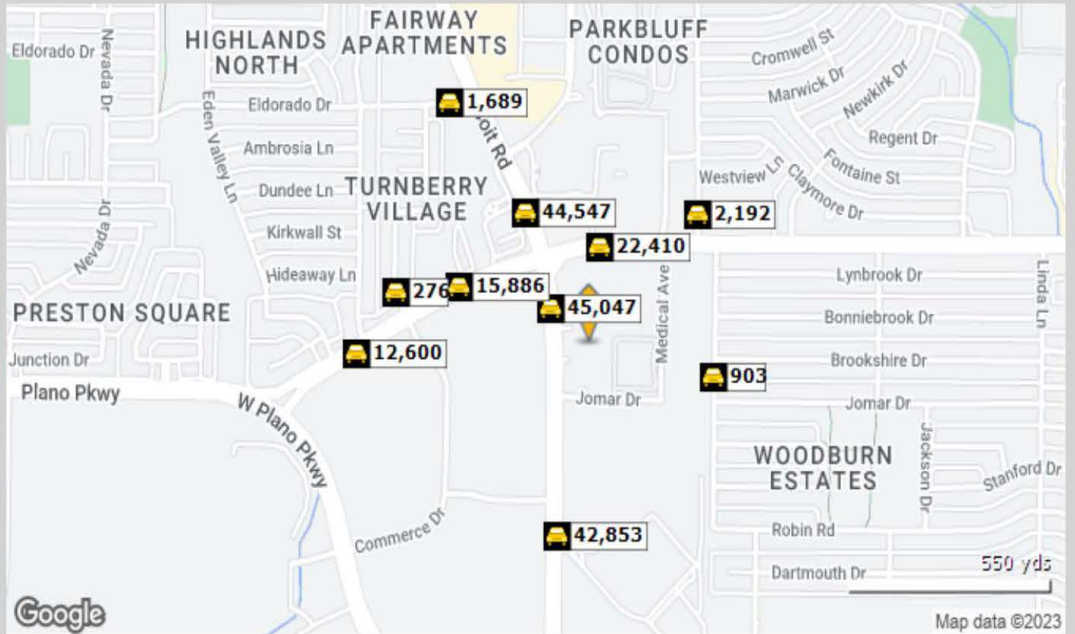 FAIRWAY
APARTMENTS
PARKBLUFF
CONDOS
HIGHLANDS
NORTH
Cromwell St
Eldorado Dr
Nevada Dr
Marwick Dr
Newkirk Dr
Eldorado Dr
1,689
Eden Valley Ln
oit Rd
Regent Dr
Ambrosia Ln
Fontaine St
Westview Ln
Claymore Dr
Dundee Ln
TURNBERRY
VILLAGE
Nevada Dr
44,547
2,192
Kirkwall St
22,410
Hideaway Ln
Lynbrook Dr
Linda Ln
276
15,886
45,047
Medical Ave
PRESTON SQUARE
Bonniebrook Dr
Junction Dr
12,600
Brookshire Dr
903
Plano Pkwy
W Plano Pkwy
Jomar Dr
Jomar Dr
Jackson Dr
WOODBURN
ESTATES
Stanford Dr
Commerce Dr
42,853
Robin Rd
550 yds
Dartmouth Dr
Google
Map data ©2023